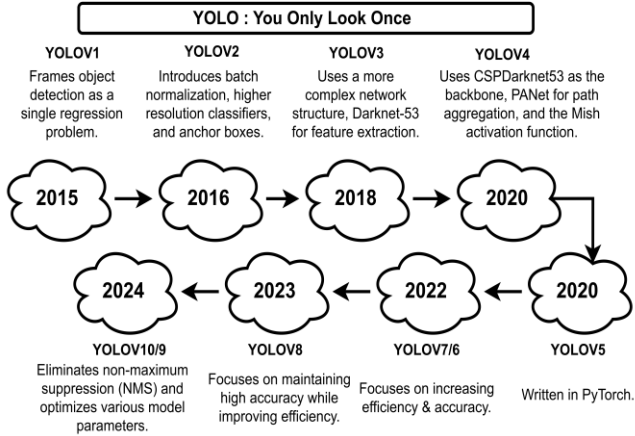 YOLO : You Only Look Once
YOLOV1
Frames object
detection as a
single regression
problem.
YOLOV2
Introduces batch
normalization, higher
resolution classifiers,
and anchor boxes.
YOLOV3
Uses a more
complex network
structure, Darknet-53
for feature extraction.
YOLOV4
Uses CSPDarknet53 as the
backbone, PANet for path
aggregation, and the Mish
activation function.
2015
2016
2018
2020
2020
YOLOV5
Written in PyTorch.
2022
YOLOV7/6
Focuses on increasing
efficiency & accuracy.
2023
YOLOV8
Focuses on maintaining
high accuracy while
improving efficiency.
2024
YOLOV10/9
Eliminates non-maximum
suppression (NMS) and
optimizes various model
parameters.